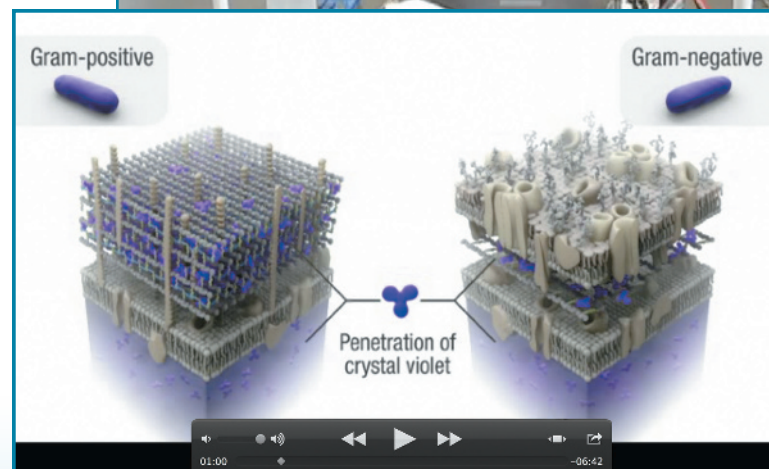 Gram-positive
Gram-negative
Penetration of
crystal violet
01:00
-06:42